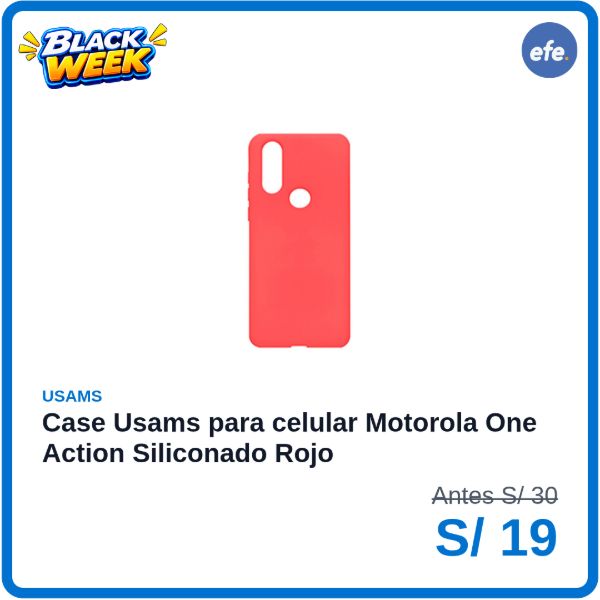 BLACK
WEEK
efe.
USAMS
Case Usams para celular Motorola One
Action Siliconado Rojo
Antes S/ 30
S/ 19